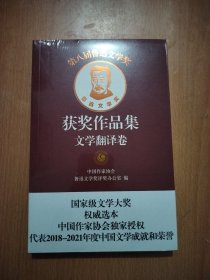 第八届鲁迅文学奖
鲁迅文学奖
获奖作品集
文学翻译卷
中国作家协会
鲁迅文学奖评奖办公室 编
国家级文学大奖
权威选本
中国作家协会独家授权
代表2018-2021年度中国文学成就和荣誉